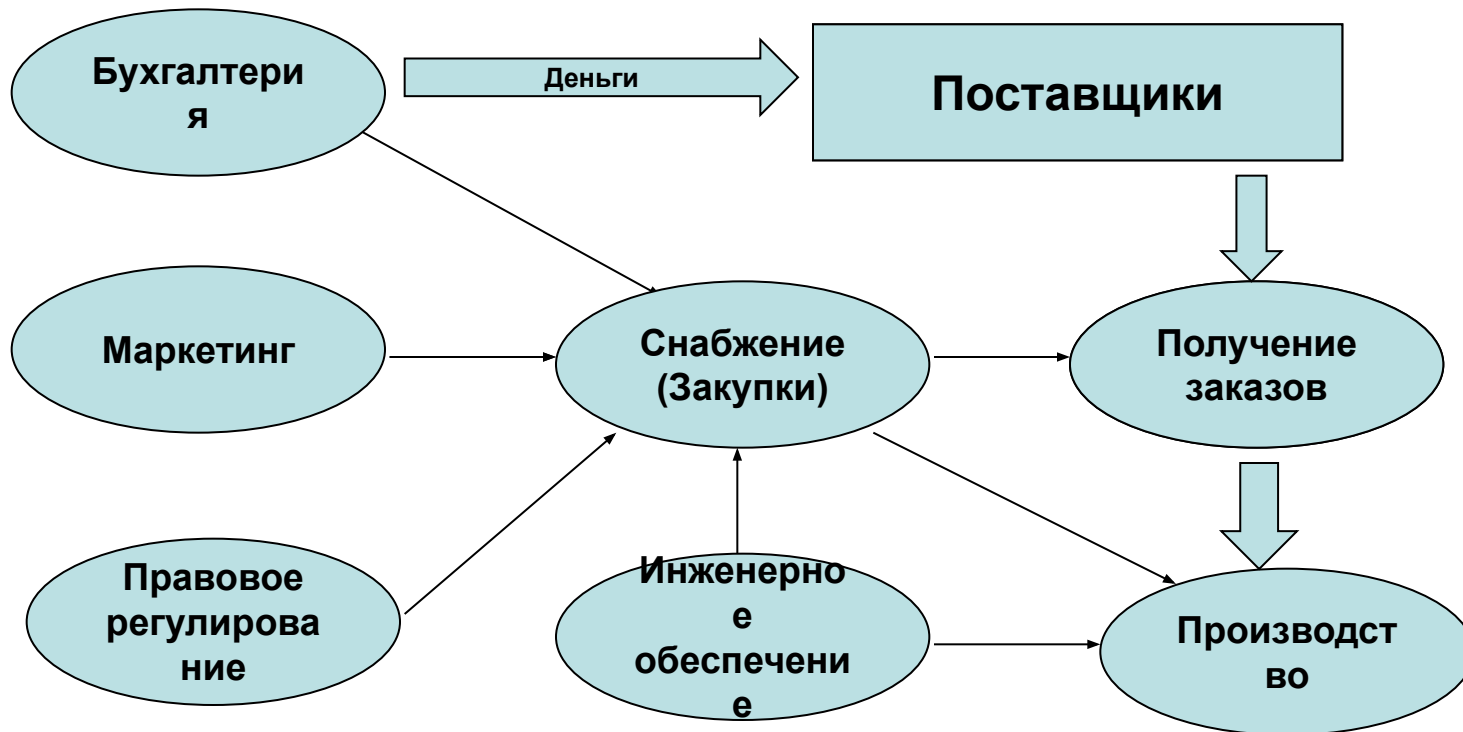 Бухгалтери
я
Деньги
Поставщики
Маркетинг
Снабжение
(Закупки)
Получение
заказов
Правовое
регулирова
ние
Инженерно
е
обеспечени
е
Производст
во